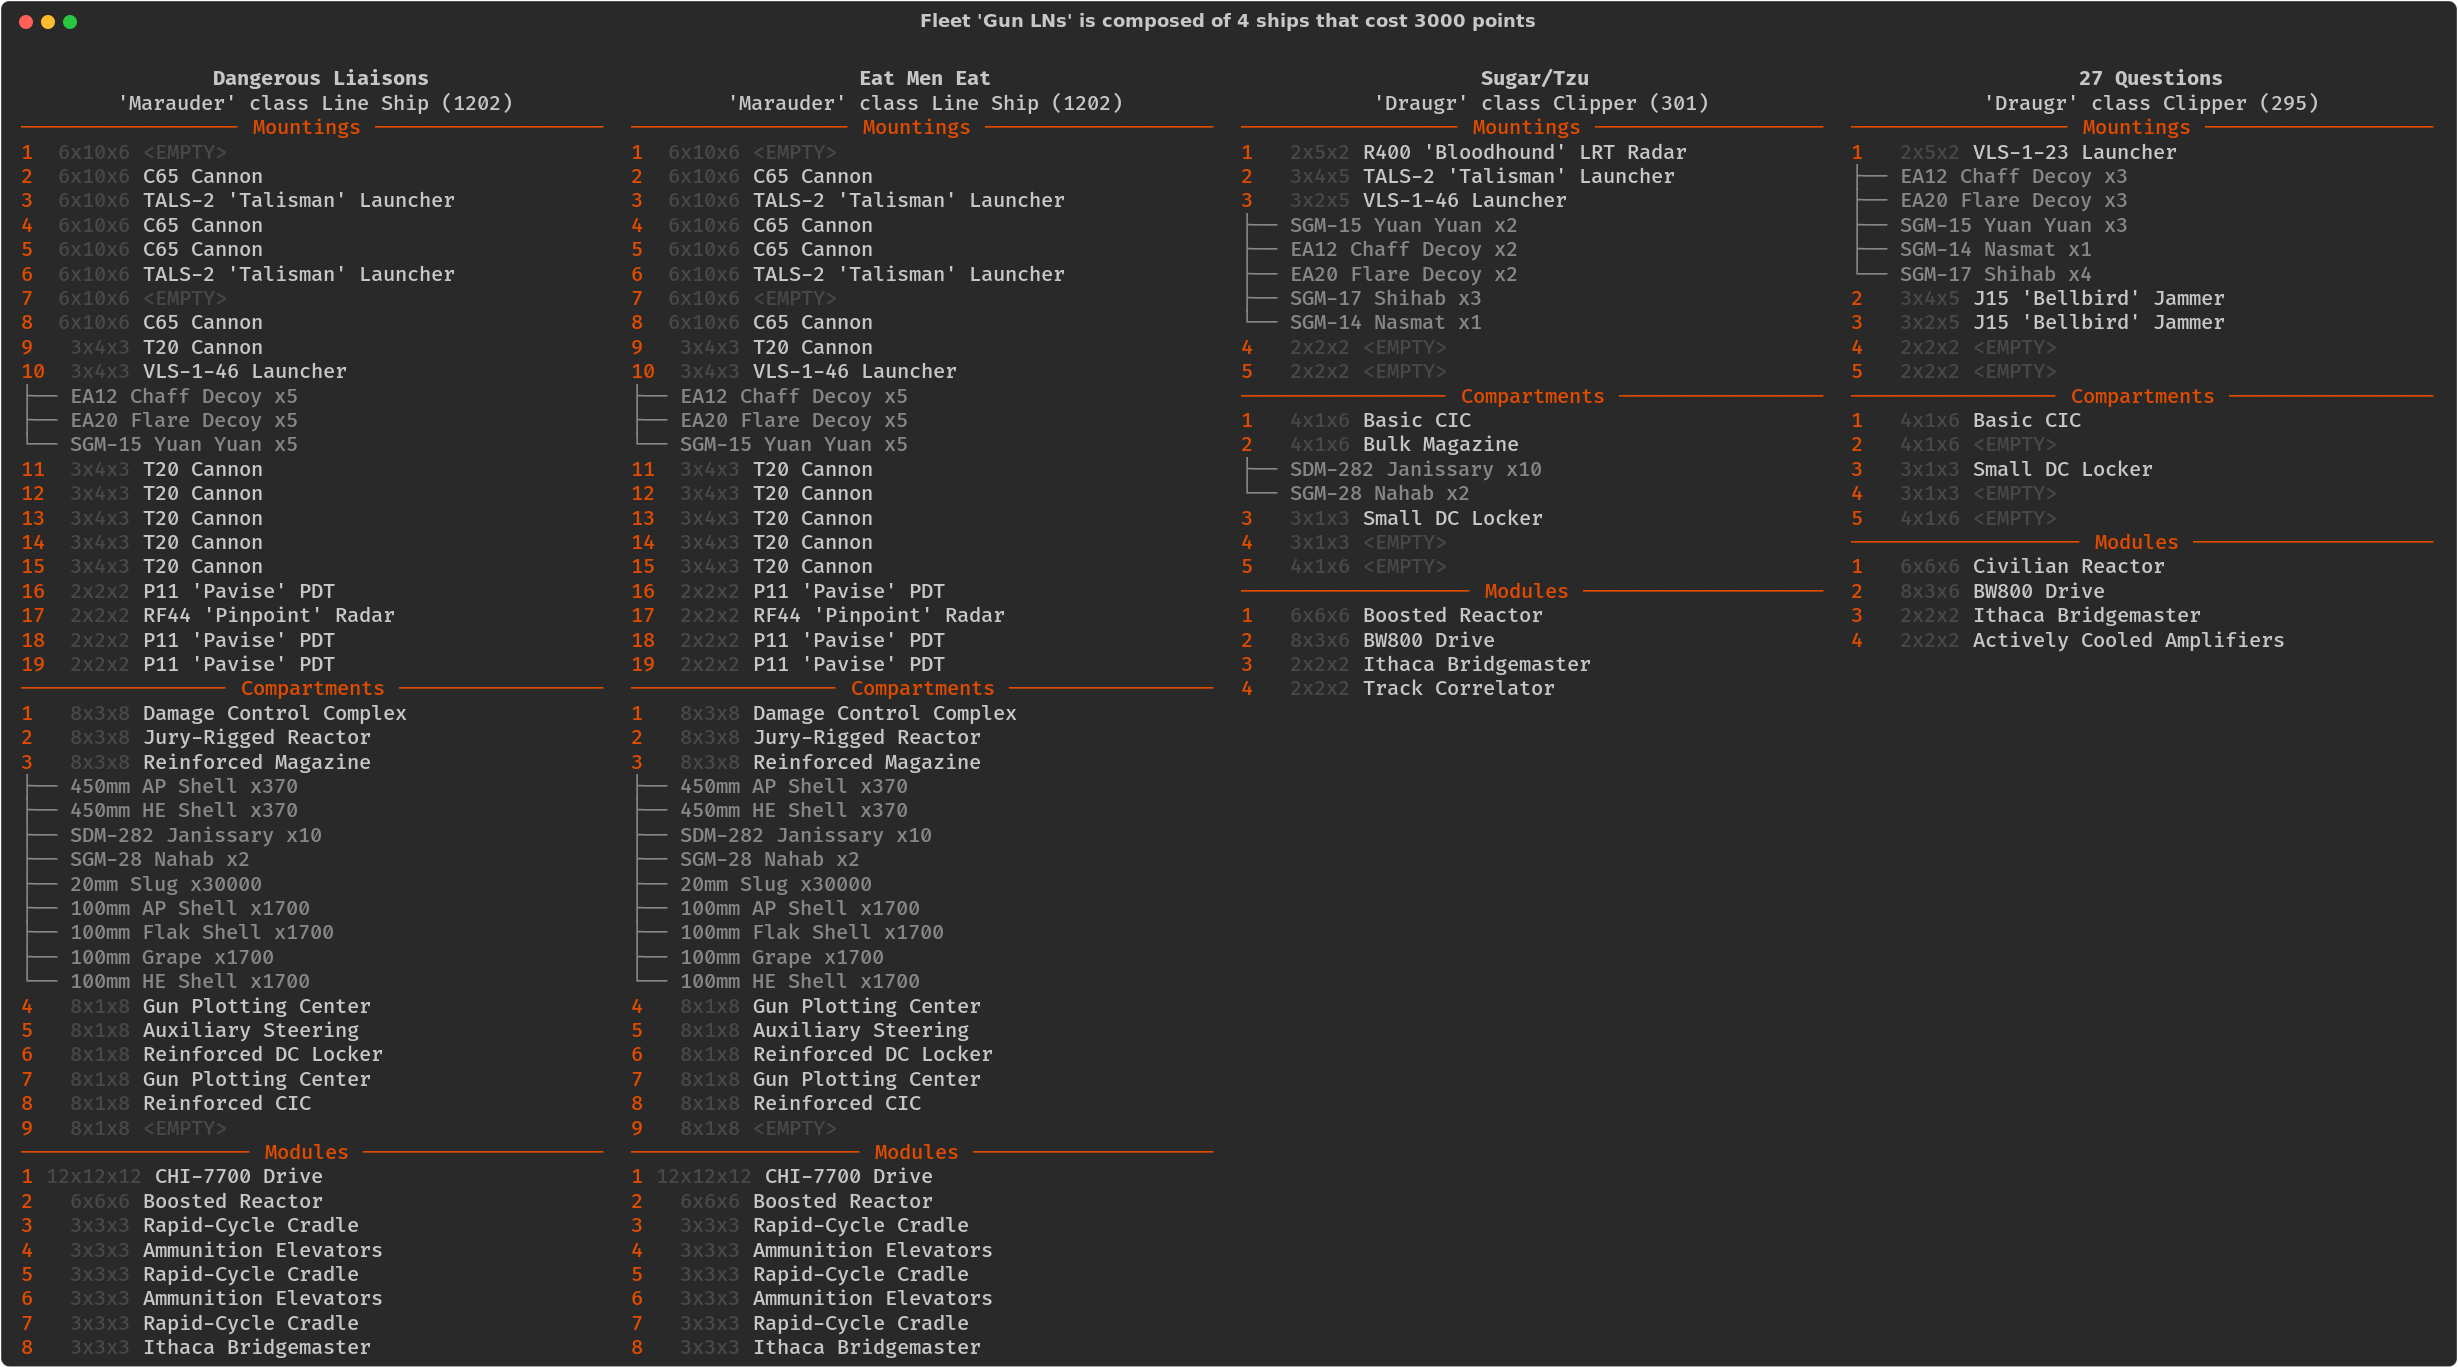 Fleet 'Gun LNs' is composed of 4 ships that cost 3000 points
Dangerous Liaisons
'Marauder' class Line Ship (1202)
Mountings
1 6x10x6 <EMPTY>
2 6x10x6 C65 Cannon
3 6x10x6 TALS-2 'Talisman' Launcher
4 6x10x6 C65 Cannon
5 6x10x6 C65 Cannon
6 6x10x6 TALS-2 'Talisman' Launcher
7 6x10x6 <EMPTY>
8 6x10x6 C65 Cannon
9 3x4x3 T20 Cannon
10 3x4x3 VLS-1-46 Launcher
├── EA12 Chaff Decoy x5
├── EA20 Flare Decoy x5
└── SGM-15 Yuan Yuan x5
11 3x4x3 T20 Cannon
12 3x4x3 T20 Cannon
13 3x4x3 T20 Cannon
14 3x4x3 T20 Cannon
15 3x4x3 T20 Cannon
16 2x2x2 P11 'Pavise' PDT
17 2x2x2 RF44 'Pinpoint' Radar
18 2x2x2 P11 'Pavise' PDT
19 2x2x2 P11 'Pavise' PDT
Compartments
1 8x3x8 Damage Control Complex
2 8x3x8 Jury-Rigged Reactor
3 8x3x8 Reinforced Magazine
├── 450mm AP Shell x370
├── 450mm HE Shell x370
├── SDM-282 Janissary x10
├── SGM-28 Nahab x2
├── 20mm Slug x30000
├── 100mm AP Shell x1700
├── 100mm Flak Shell x1700
├── 100mm Grape x1700
└── 100mm HE Shell x1700
4 8x1x8 Gun Plotting Center
5 8x1x8 Auxiliary Steering
6 8x1x8 Reinforced DC Locker
7 8x1x8 Gun Plotting Center
8 8x1x8 Reinforced CIC
9 8x1x8 <EMPTY>
Modules
1 12x12x12 CHI-7700 Drive
2 6x6x6 Boosted Reactor
3 3x3x3 Rapid-Cycle Cradle
4 3x3x3 Ammunition Elevators
5 3x3x3 Rapid-Cycle Cradle
6 3x3x3 Ammunition Elevators
7 3x3x3 Rapid-Cycle Cradle
8 3x3x3 Ithaca Bridgemaster
Eat Men Eat
'Marauder' class Line Ship (1202)
Mountings
1 6x10x6 <EMPTY>
2 6x10x6 C65 Cannon
3 6x10x6 TALS-2 'Talisman' Launcher
4 6x10x6 C65 Cannon
5 6x10x6 C65 Cannon
6 6x10x6 TALS-2 'Talisman' Launcher
7 6x10x6 <EMPTY>
8 6x10x6 C65 Cannon
9 3x4x3 T20 Cannon
10 3x4x3 VLS-1-46 Launcher
├── EA12 Chaff Decoy x5
├── EA20 Flare Decoy x5
└── SGM-15 Yuan Yuan x5
11 3x4x3 T20 Cannon
12 3x4x3 T20 Cannon
13 3x4x3 T20 Cannon
14 3x4x3 T20 Cannon
15 3x4x3 T20 Cannon
16 2x2x2 P11 'Pavise' PDT
17 2x2x2 RF44 'Pinpoint' Radar
18 2x2x2 P11 'Pavise' PDT
19 2x2x2 P11 'Pavise' PDT
Compartments
1 8x3x8 Damage Control Complex
2 8x3x8 Jury-Rigged Reactor
3 8x3x8 Reinforced Magazine
├── 450mm AP Shell x370
├── 450mm HE Shell x370
├── SDM-282 Janissary x10
├── SGM-28 Nahab x2
├── 20mm Slug x30000
├── 100mm AP Shell x1700
├── 100mm Flak Shell x1700
├── 100mm Grape x1700
└── 100mm HE Shell x1700
4 8x1x8 Gun Plotting Center
5 8x1x8 Auxiliary Steering
6 8x1x8 Reinforced DC Locker
7 8x1x8 Gun Plotting Center
8 8x1x8 Reinforced CIC
9 8x1x8 <EMPTY>
Modules
1 12x12x12 CHI-7700 Drive
2 6x6x6 Boosted Reactor
3 3x3x3 Rapid-Cycle Cradle
4 3x3x3 Ammunition Elevators
5 3x3x3 Rapid-Cycle Cradle
6 3x3x3 Ammunition Elevators
7 3x3x3 Rapid-Cycle Cradle
8 3x3x3 Ithaca Bridgemaster
Sugar/Tzu
'Draugr' class Clipper (301)
Mountings
1 2x5x2 R400 'Bloodhound' LRT Radar
2 3x4x5 TALS-2 'Talisman' Launcher
3 3x2x5 VLS-1-46 Launcher
├── SGM-15 Yuan Yuan x2
├── EA12 Chaff Decoy x2
├── EA20 Flare Decoy x2
├── SGM-17 Shihab x3
└── SGM-14 Nasmat x1
4 2x2x2 <EMPTY>
5 2x2x2 <EMPTY>
Compartments
1 4x1x6 Basic CIC
2 4x1x6 Bulk Magazine
├── SDM-282 Janissary x10
└── SGM-28 Nahab x2
3 3x1x3 Small DC Locker
4 3x1x3 <EMPTY>
5 4x1x6 <EMPTY>
Modules
1 6x6x6 Boosted Reactor
2 8x3x6 BW800 Drive
3 2x2x2 Ithaca Bridgemaster
4 2x2x2 Track Correlator
27 Questions
'Draugr' class Clipper (295)
Mountings
1 2x5x2 VLS-1-23 Launcher
├── EA12 Chaff Decoy x3
├── EA20 Flare Decoy x3
├── SGM-15 Yuan Yuan x3
├── SGM-14 Nasmat x1
└── SGM-17 Shihab x4
2 3x4x5 J15 'Bellbird' Jammer
3 3x2x5 J15 'Bellbird' Jammer
4 2x2x2 <EMPTY>
5 2x2x2 <EMPTY>
Compartments
1 4x1x6 Basic CIC
2 4x1x6 <EMPTY>
3 3x1x3 Small DC Locker
4 3x1x3 <EMPTY>
5 4x1x6 <EMPTY>
Modules
1 6x6x6 Civilian Reactor
2 8x3x6 BW800 Drive
3 2x2x2 Ithaca Bridgemaster
4 2x2x2 Actively Cooled Amplifiers